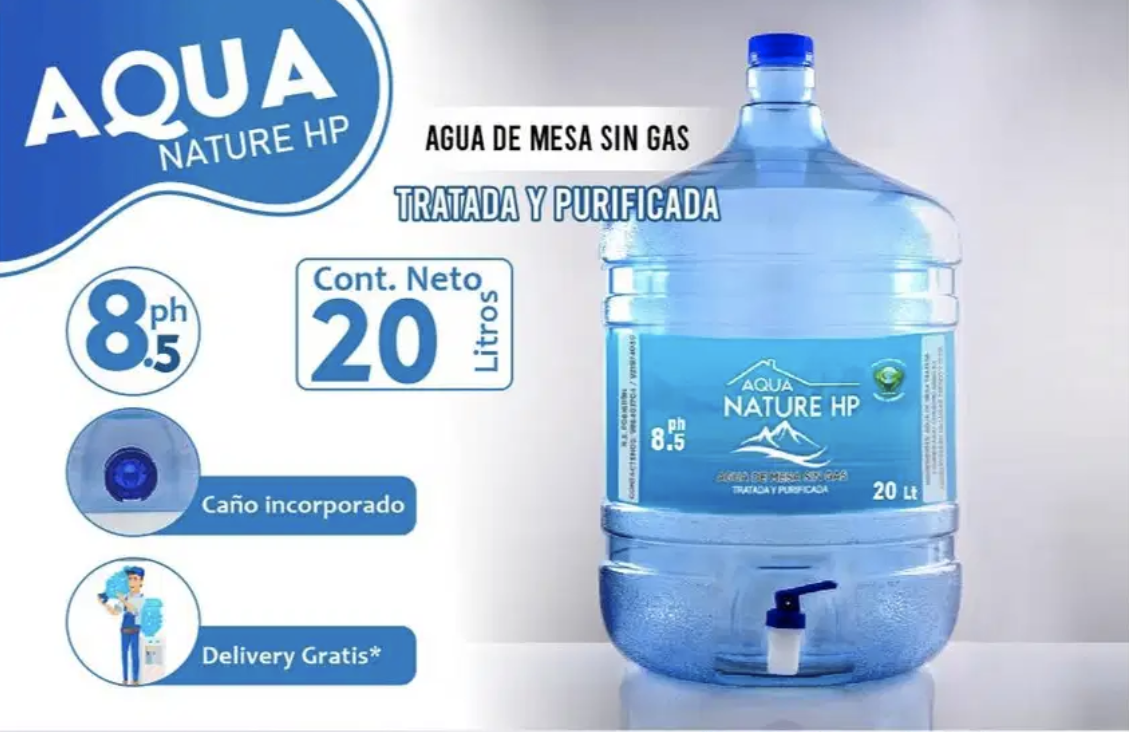 AQUA
NATURE HP
AGUA DE MESA SIN GAS
TRATADA Y PURIFICADA
8.5 ph
Cont. Neto
20 Litros
Caño incorporado
Delivery Gratis*
AQUA
NATURE HP
8.5 ph
AGUA DE MESA SIN GAS
TRATADA Y PURIFICADA
20 Lt